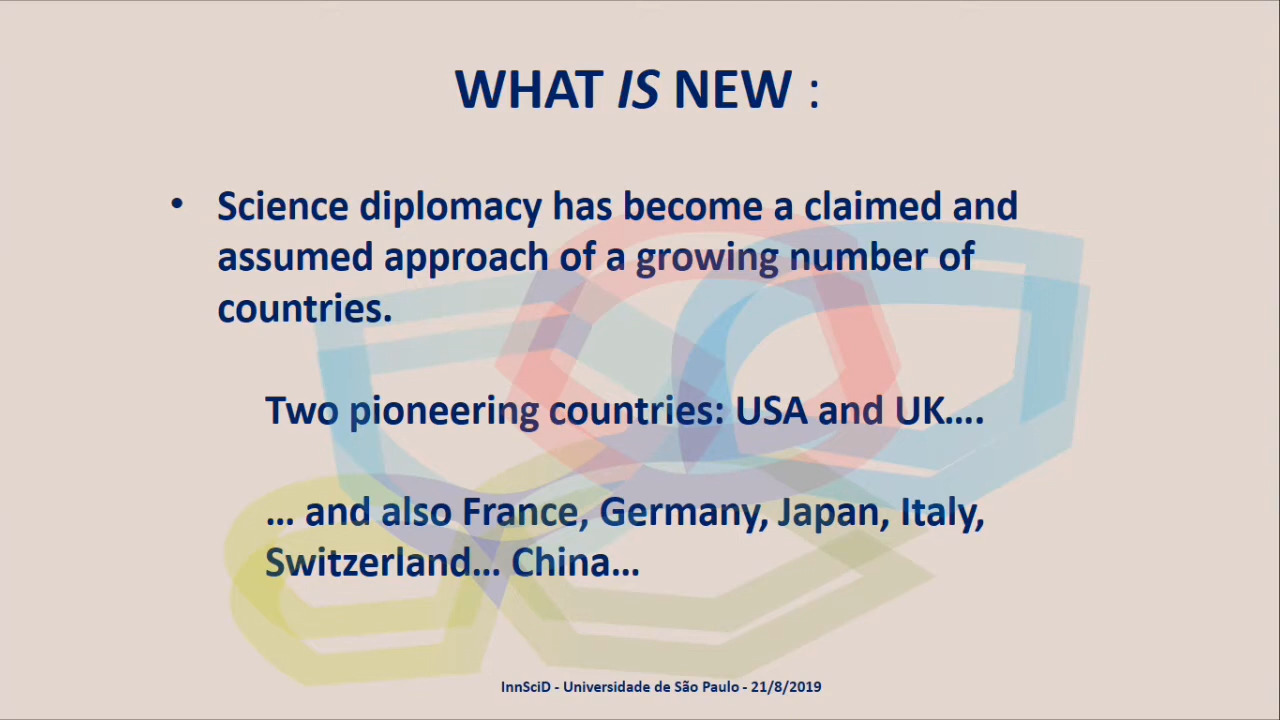 WHAT IS NEW :
• Science diplomacy has become a claimed and
assumed approach of a growing number of
countries.
Two pioneering countries: USA and UK....
... and also France, Germany, Japan, Italy,
Switzerland... China...
InnSciD - Universidade de São Paulo - 21/8/2019